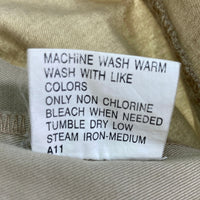 MACHINE WASH WARM
WASH WITH LIKE
COLORS
ONLY NON CHLORINE
BLEACH WHEN NEEDED
TUMBLE DRY LOW
STEAM IRON-MEDIUM
A11